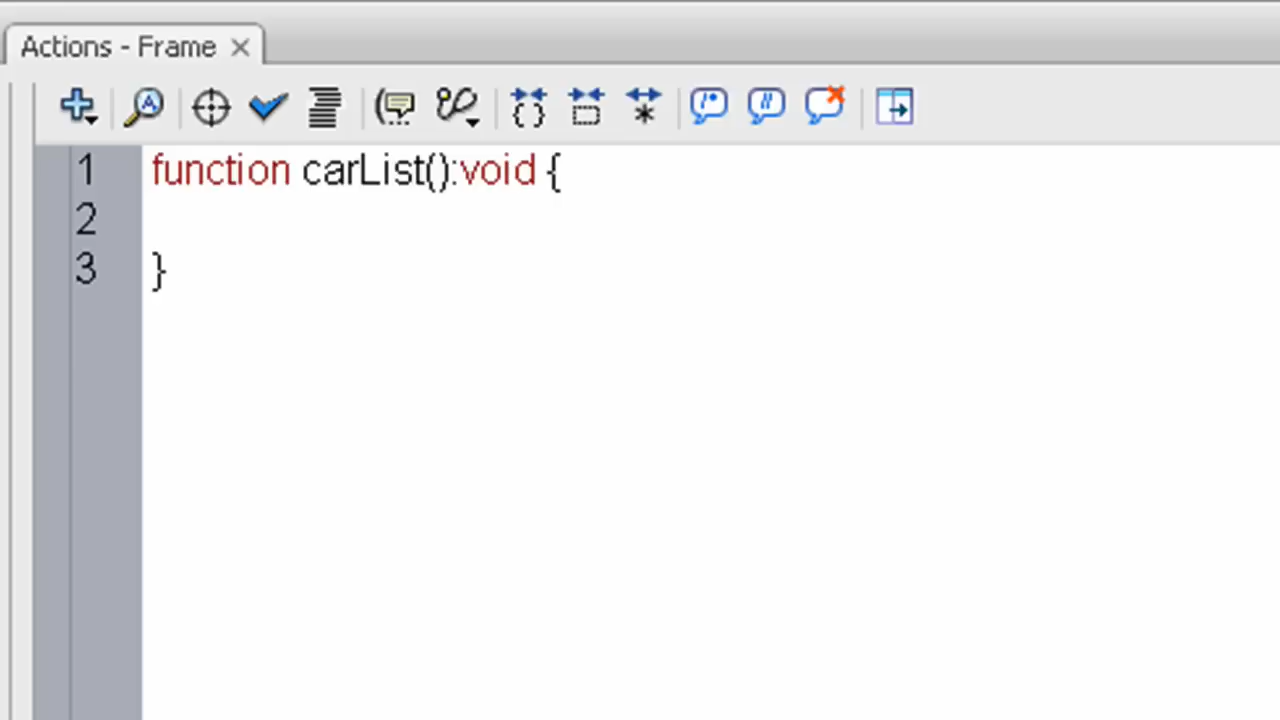 Actions - Frame
1 function carList():void {
2
3 }